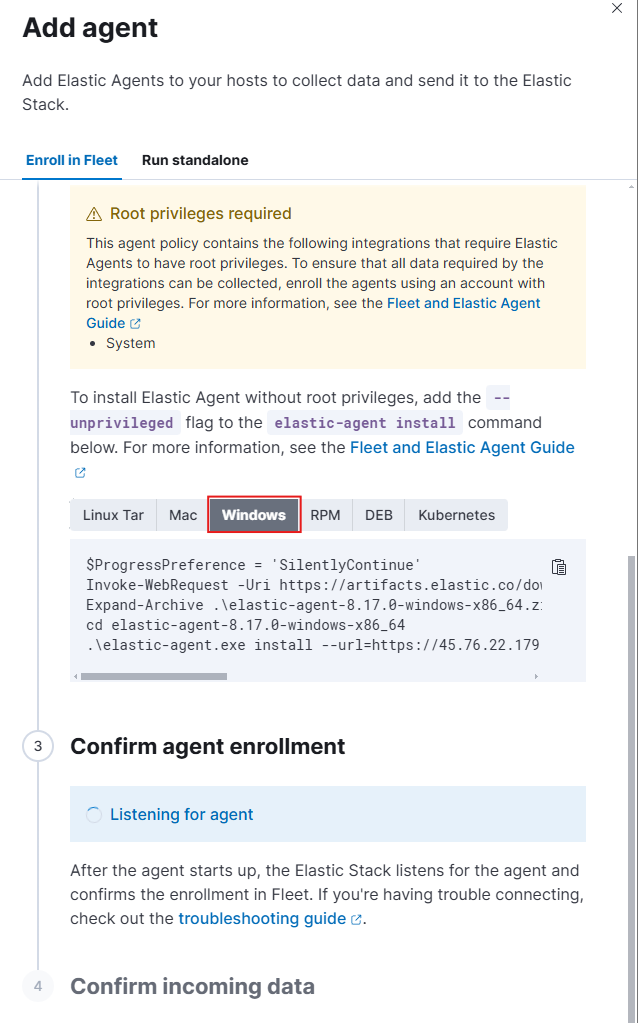 Add agent
Add Elastic Agents to your hosts to collect data and send it to the Elastic
Stack.
Enroll in Fleet Run standalone
Root privileges required
This agent policy contains the following integrations that require Elastic
Agents to have root privileges. To ensure that all data required by the
integrations can be collected, enroll the agents using an account with
root privileges. For more information, see the Fleet and Elastic Agent
Guide
• System
To install Elastic Agent without root privileges, add the --
unprivileged flag to the elastic-agent install command
below. For more information, see the Fleet and Elastic Agent Guide
Linux Tar Mac Windows RPM DEB Kubernetes
$ProgressPreference = 'SilentlyContinue'
Invoke-WebRequest -Uri https://artifacts.elastic.co/dow
Expand-Archive .\elastic-agent-8.17.0-windows-x86_64.zi
cd elastic-agent-8.17.0-windows-x86_64
.\elastic-agent.exe install --url=https://45.76.22.179
3 Confirm agent enrollment
Listening for agent
After the agent starts up, the Elastic Stack listens for the agent and
confirms the enrollment in Fleet. If you're having trouble connecting,
check out the troubleshooting guide.
4 Confirm incoming data